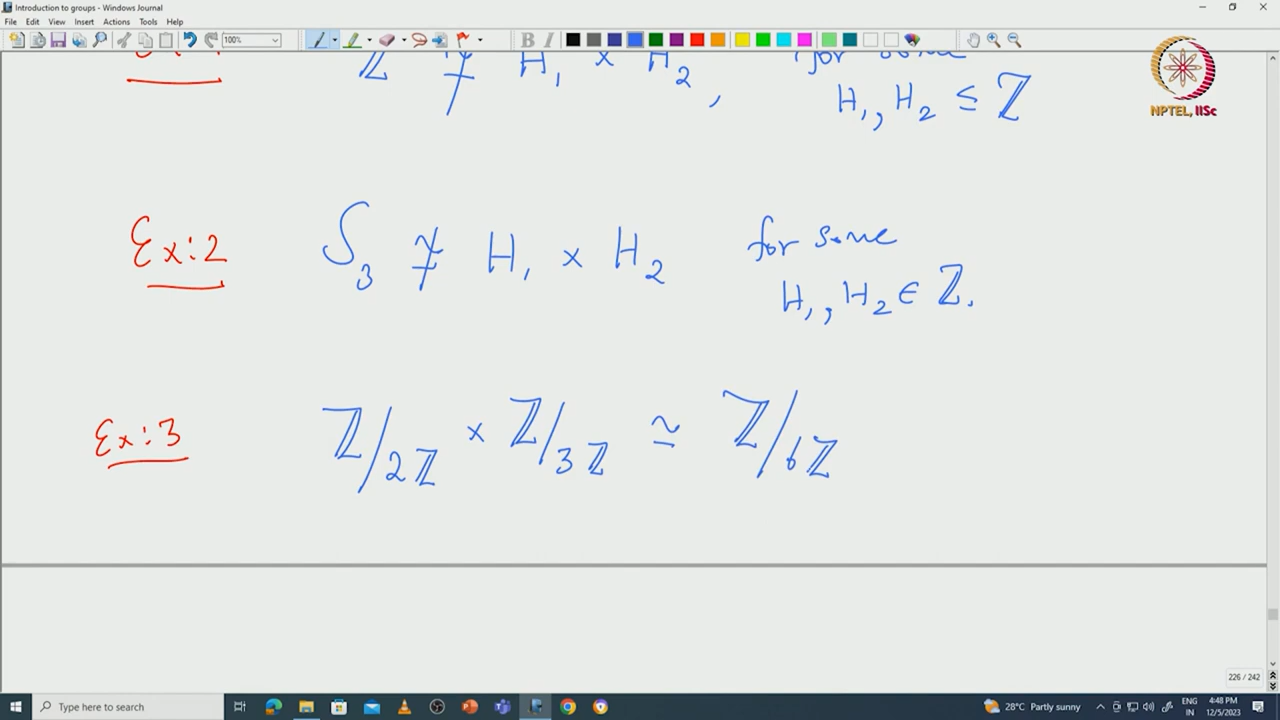 Introduction to groups - Windows Journal
File Edit View Insert Actions Tools Help
100%
B I
ℤ ≄ H₁ × H₂, for some
H₁, H₂ ≤ ℤ
NPTEL, IISc
Ex:2 S₃ ≄ H₁ × H₂ for some
H₁, H₂ ∈ ℤ.
Ex:3 ℤ/2ℤ × ℤ/3ℤ ≃ ℤ/6ℤ
226 / 242
Type here to search
28°C Partly sunny
ENG
IN
4:48 PM
12/5/2023